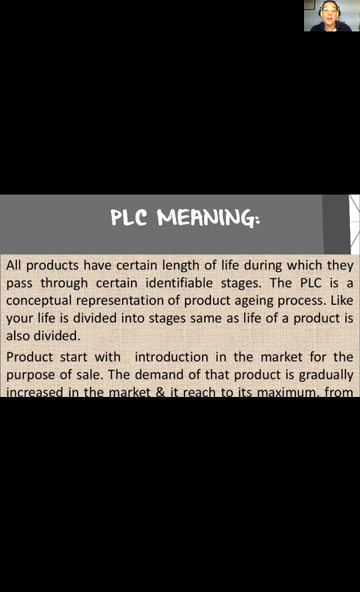 PLC MEANING:
All products have certain length of life during which they
pass through certain identifiable stages. The PLC is a
conceptual representation of product ageing process. Like
your life is divided into stages same as life of a product is
also divided.
Product start with introduction in the market for the
purpose of sale. The demand of that product is gradually
increased in the market & it reach to its maximum, from